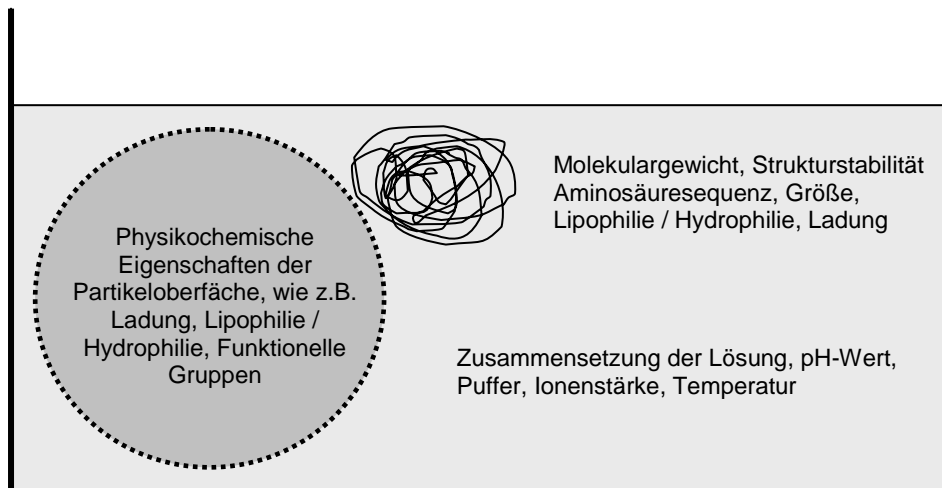 Molekulargewicht, Strukturstabilität
Aminosäuresequenz, Größe,
Lipophilie / Hydrophilie, Ladung
Physikochemische
Eigenschaften der
Partikeloberfäche, wie z.B.
Ladung, Lipophilie /
Hydrophilie, Funktionelle
Gruppen
Zusammensetzung der Lösung, pH-Wert,
Puffer, Ionenstärke, Temperatur